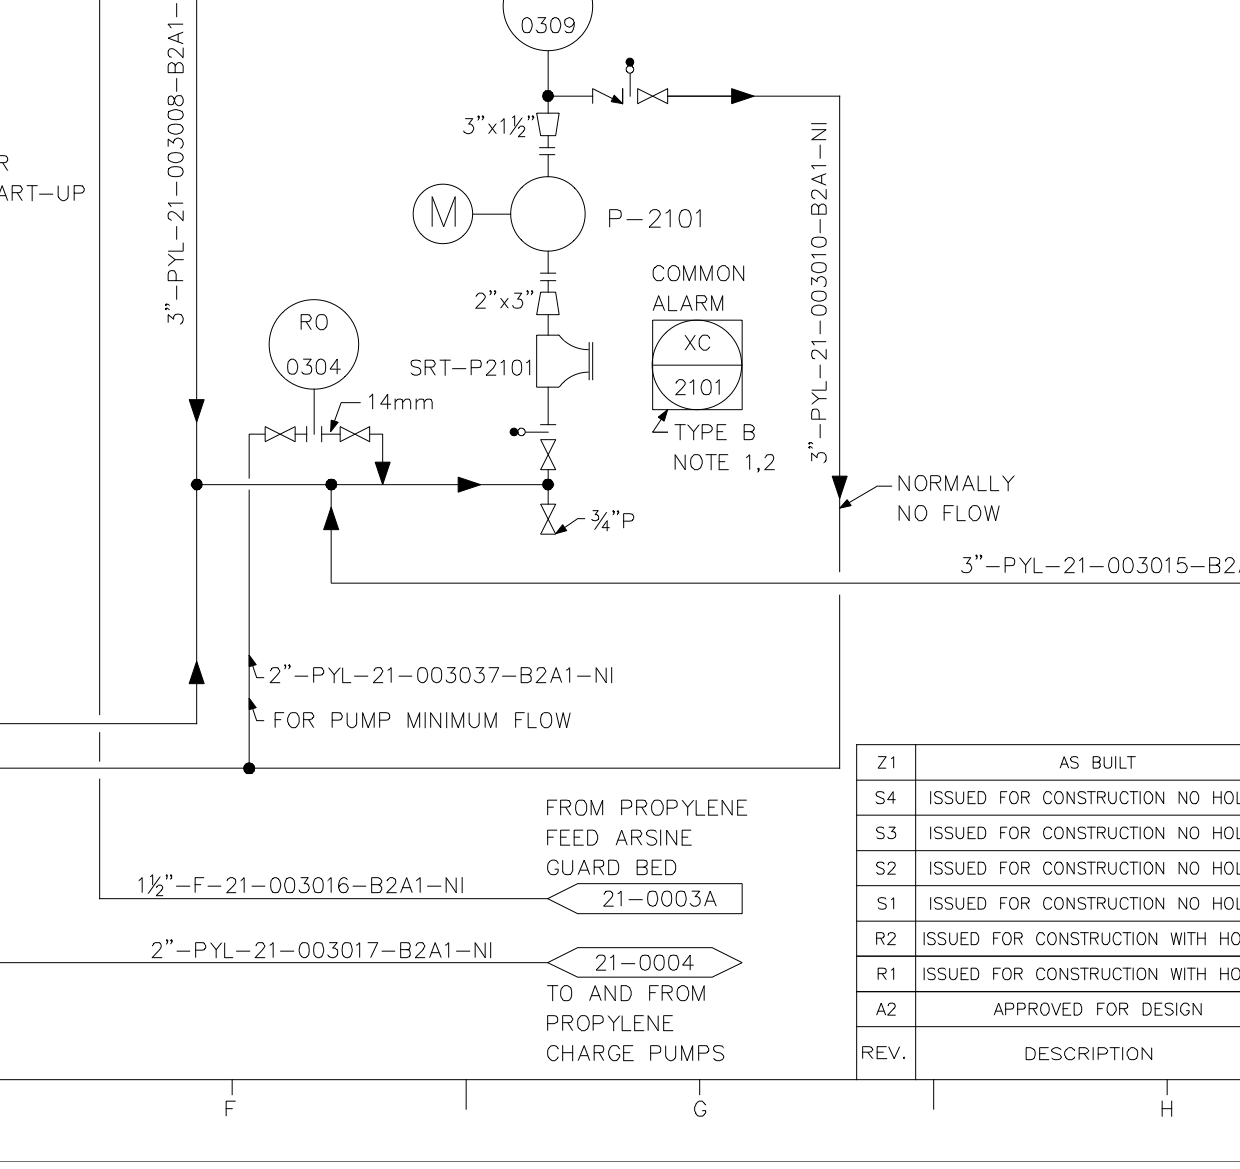 0309
3"-PYL-21-003008-B2A1-
3"x1½"
R
ART-UP
M
P-2101
3"-PYL-21-003010-B2A1-NI
COMMON
ALARM
2"x3"
RO
0304
XC
2101
SRT-P2101
14mm
TYPE B
NOTE 1,2
NORMALLY
NO FLOW
¾"P
3"-PYL-21-003015-B2
2"-PYL-21-003037-B2A1-NI
FOR PUMP MINIMUM FLOW
FROM PROPYLENE
FEED ARSINE
GUARD BED
1½"-F-21-003016-B2A1-NI
21-0003A
2"-PYL-21-003017-B2A1-NI
21-0004
TO AND FROM
PROPYLENE
CHARGE PUMPS
Z1 AS BUILT
S4 ISSUED FOR CONSTRUCTION NO HOL
S3 ISSUED FOR CONSTRUCTION NO HOL
S2 ISSUED FOR CONSTRUCTION NO HOL
S1 ISSUED FOR CONSTRUCTION NO HOL
R2 ISSUED FOR CONSTRUCTION WITH HO
R1 ISSUED FOR CONSTRUCTION WITH HO
A2 APPROVED FOR DESIGN
REV. DESCRIPTION
F G H